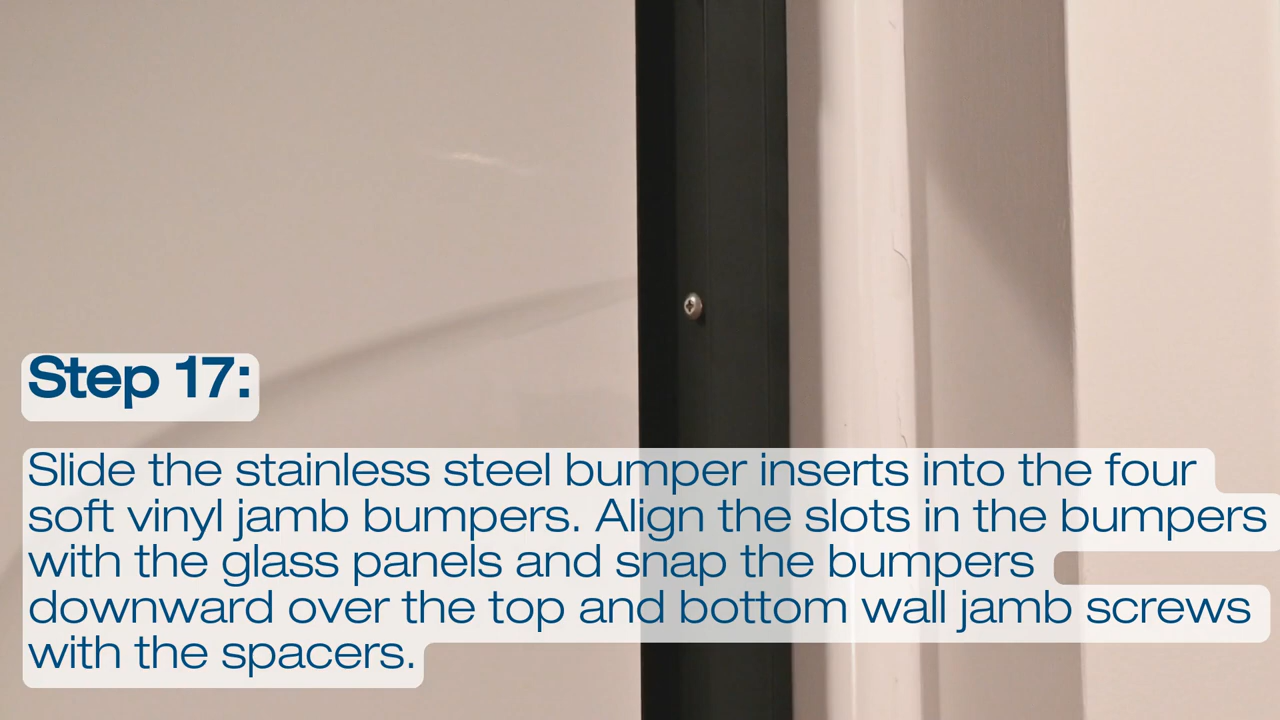 Step 17:
Slide the stainless steel bumper inserts into the four
soft vinyl jamb bumpers. Align the slots in the bumpers
with the glass panels and snap the bumpers
downward over the top and bottom wall jamb screws
with the spacers.